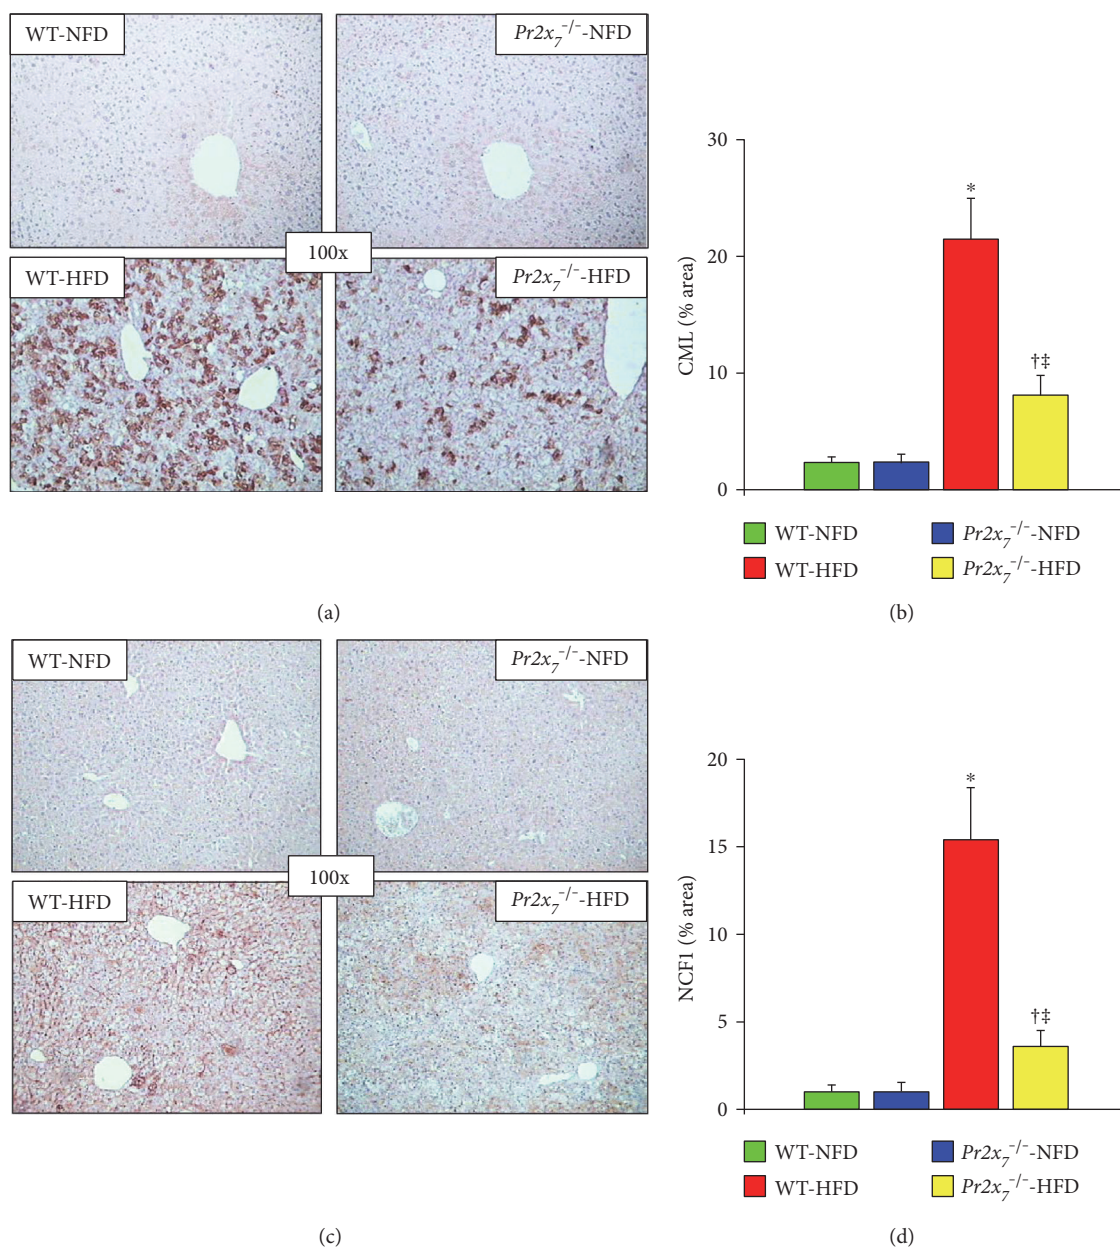 WT-NFD
Pr2x₇⁻/⁻-NFD
100x
WT-HFD
Pr2x₇⁻/⁻-HFD
(a)
30
20
10
0
CML (% area)
*
†‡
WT-NFD
Pr2x₇⁻/⁻-NFD
WT-HFD
Pr2x₇⁻/⁻-HFD
(b)
WT-NFD
Pr2x₇⁻/⁻-NFD
100x
WT-HFD
Pr2x₇⁻/⁻-HFD
(c)
20
15
10
5
0
NCF1 (% area)
*
†‡
WT-NFD
Pr2x₇⁻/⁻-NFD
WT-HFD
Pr2x₇⁻/⁻-HFD
(d)